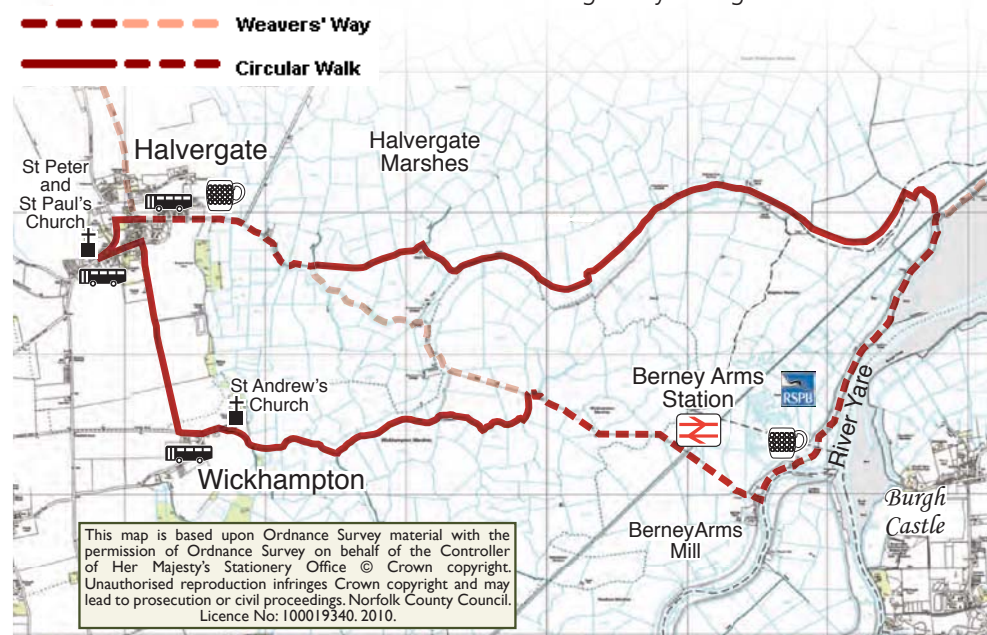 Weavers' Way
Circular Walk
Halvergate
Halvergate
Marshes
St Peter
and
St Paul's
Church
St Andrew's
Church
Wickhampton
Berney Arms
Station
RSPB
River Yare
BerneyArms
Mill
Burgh
Castle
This map is based upon Ordnance Survey material with the
permission of Ordnance Survey on behalf of the Controller
of Her Majesty's Stationery Office © Crown copyright.
Unauthorised reproduction infringes Crown copyright and may
lead to prosecution or civil proceedings. Norfolk County Council.
Licence No: 100019340. 2010.